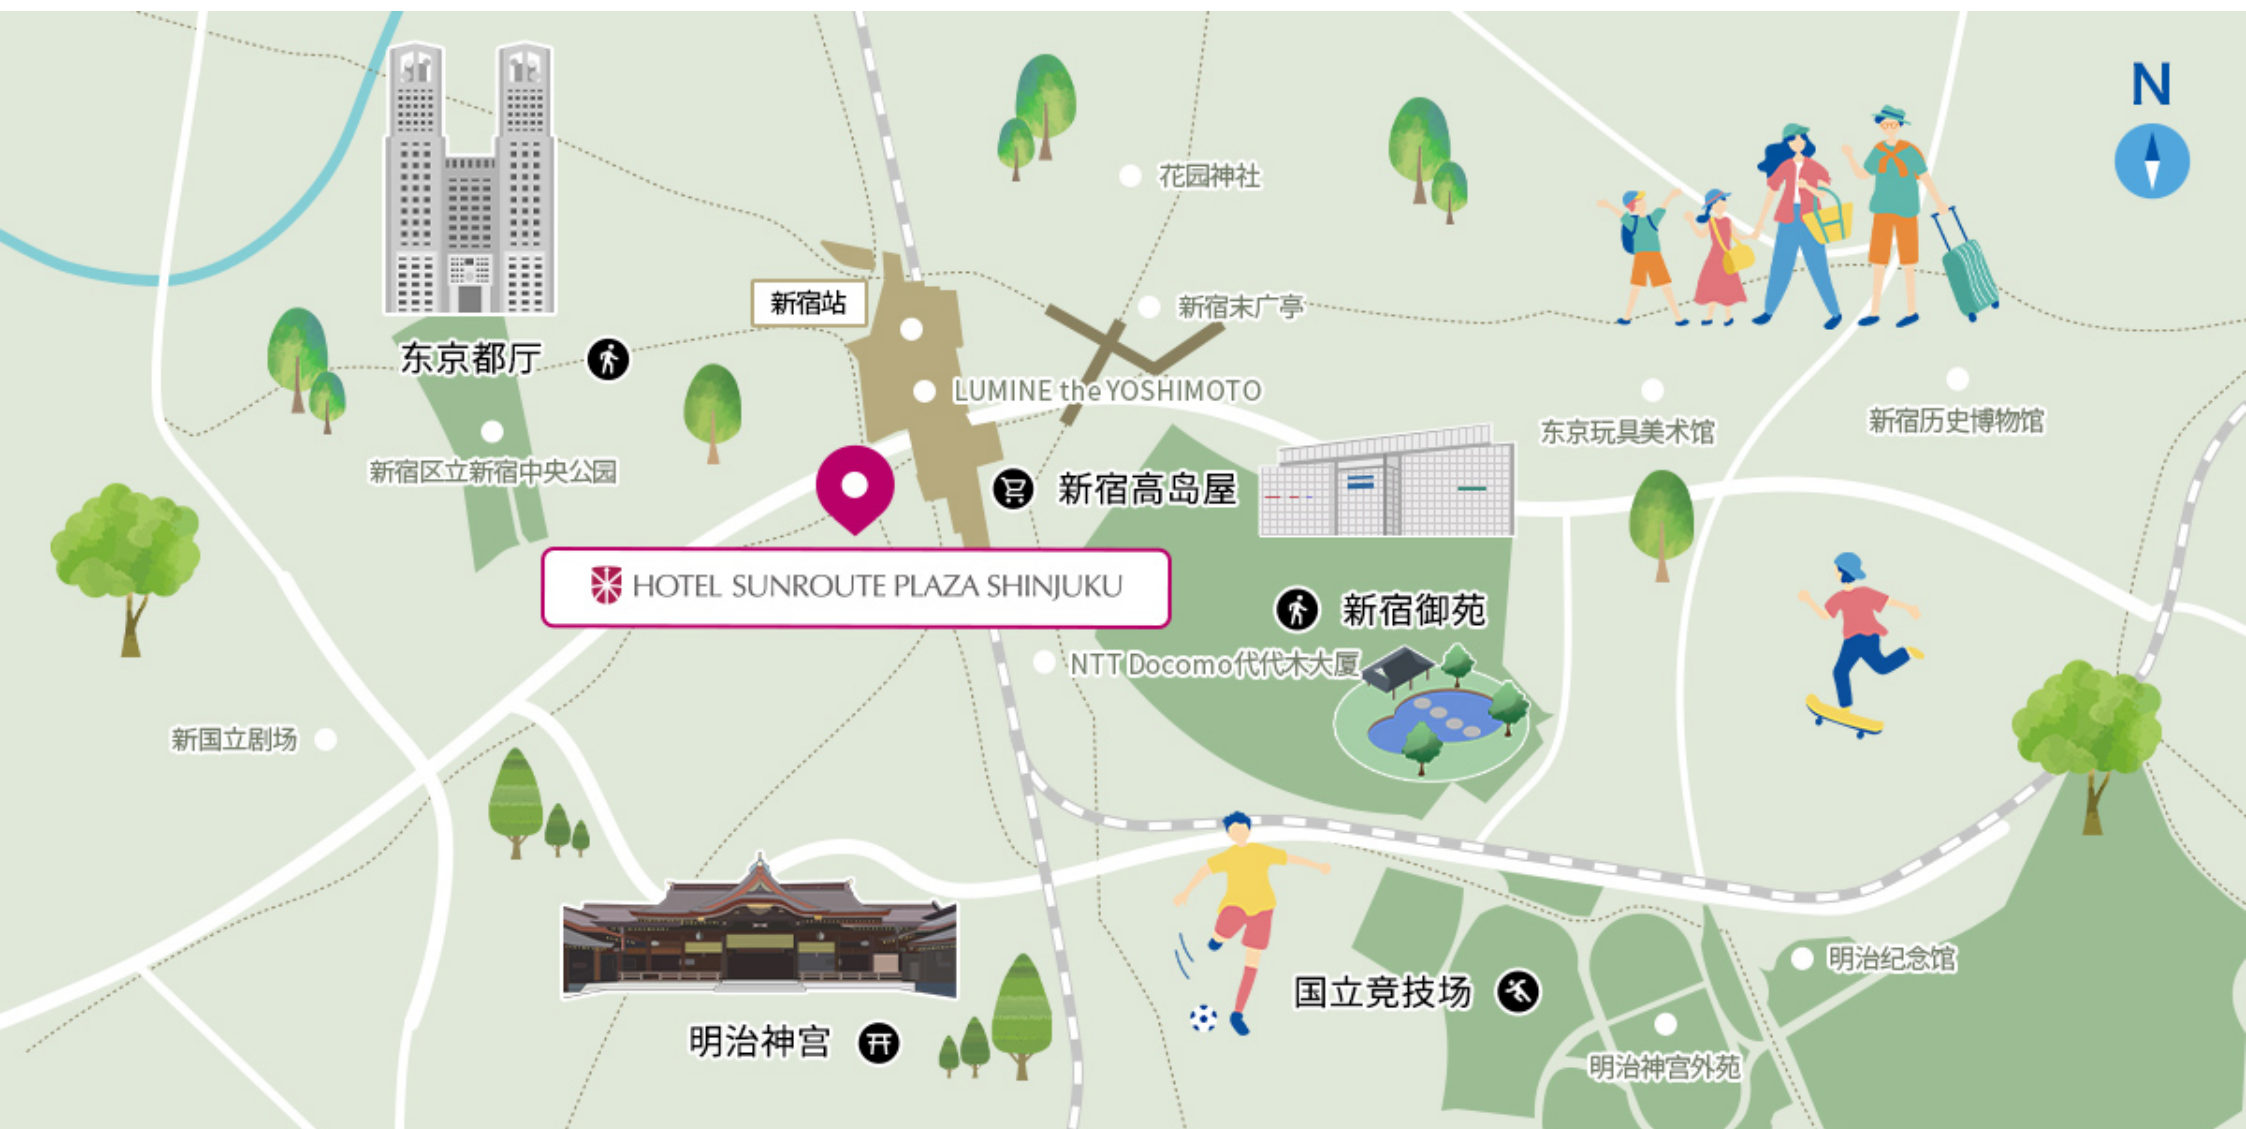 N
花园神社
新宿站
新宿末广亭
东京都厅
LUMINE the YOSHIMOTO
东京玩具美术馆
新宿历史博物馆
新宿区立新宿中央公园
新宿高岛屋
HOTEL SUNROUTE PLAZA SHINJUKU
新宿御苑
NTT Docomo代代木大厦
新国立剧场
明治纪念馆
国立竞技场
明治神宫
明治神宫外苑